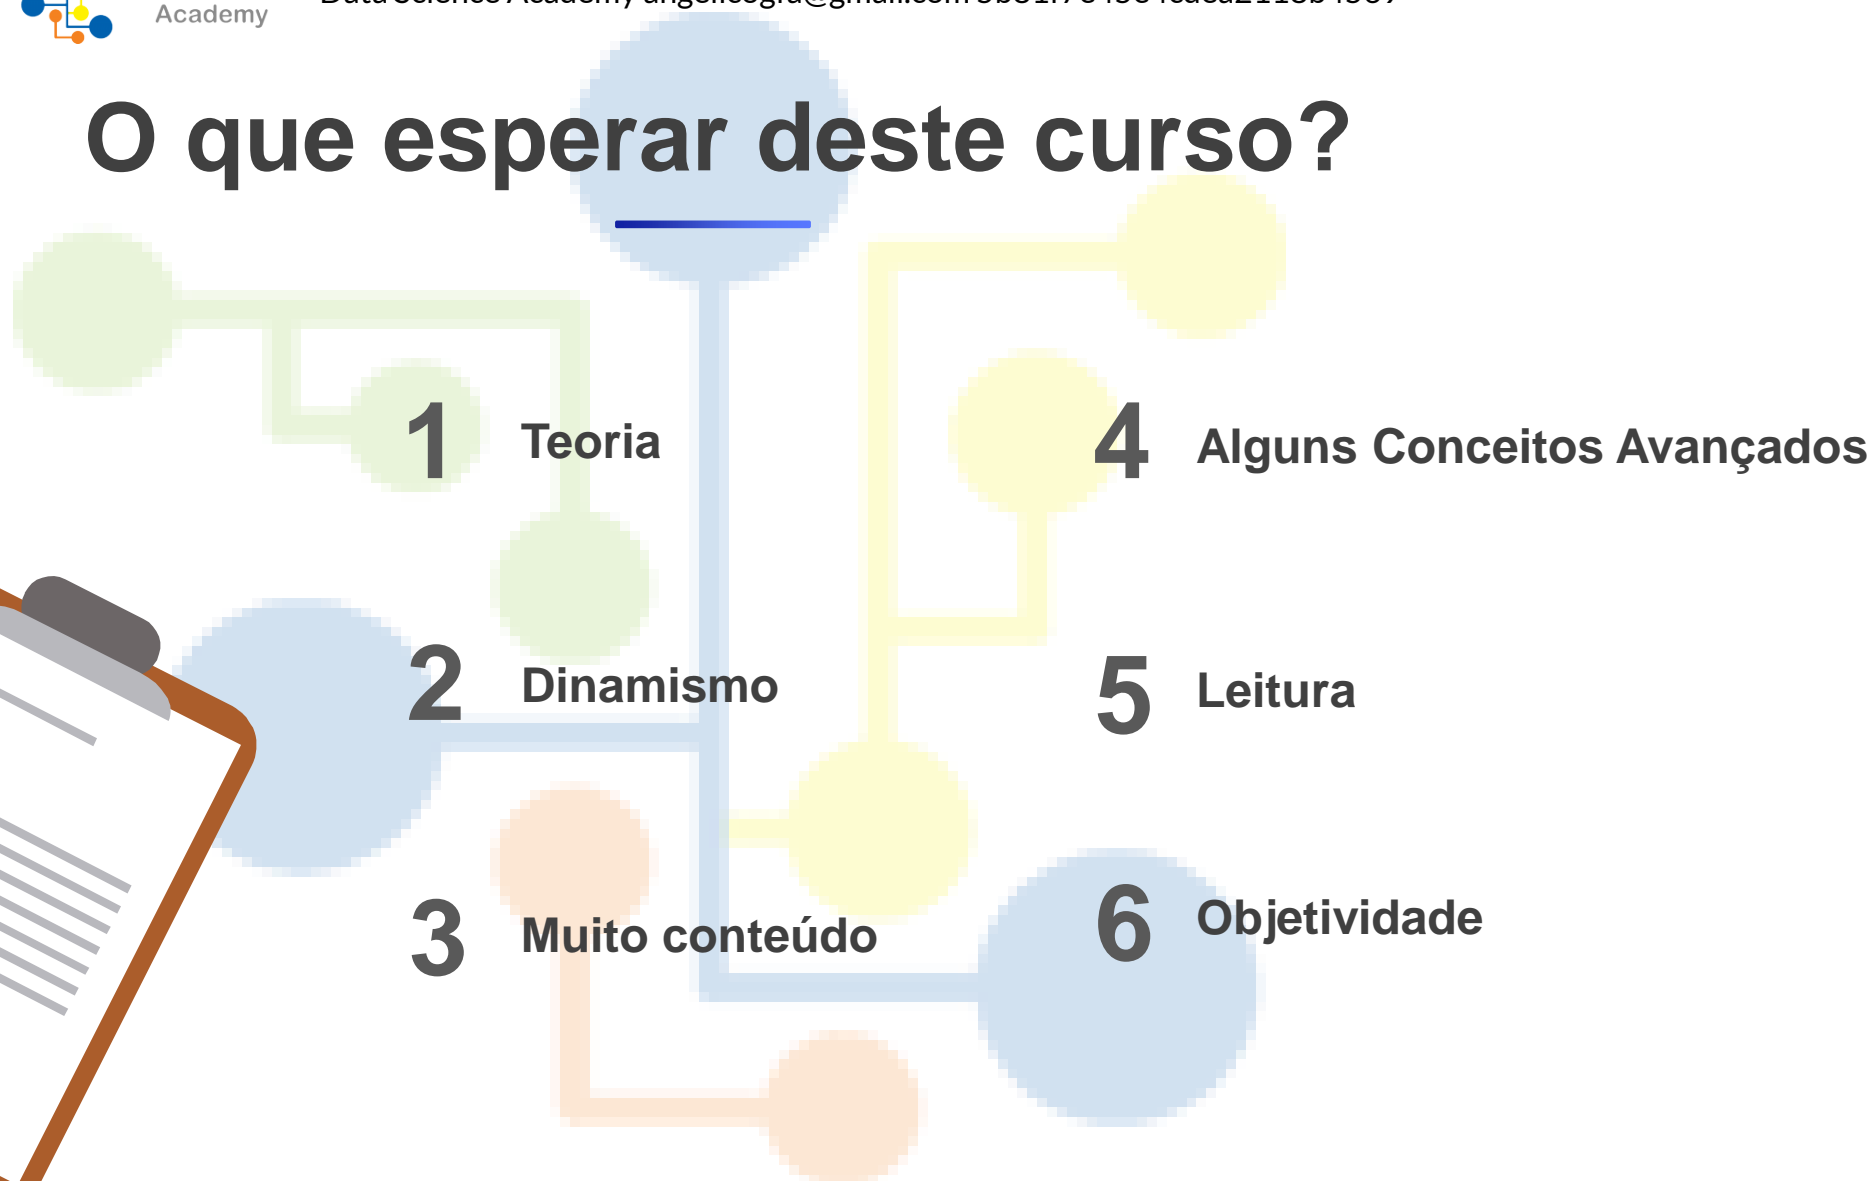 Academy
O que esperar deste curso?
1 Teoria
2 Dinamismo
3 Muito conteúdo
4 Alguns Conceitos Avançados
5 Leitura
6 Objetividade